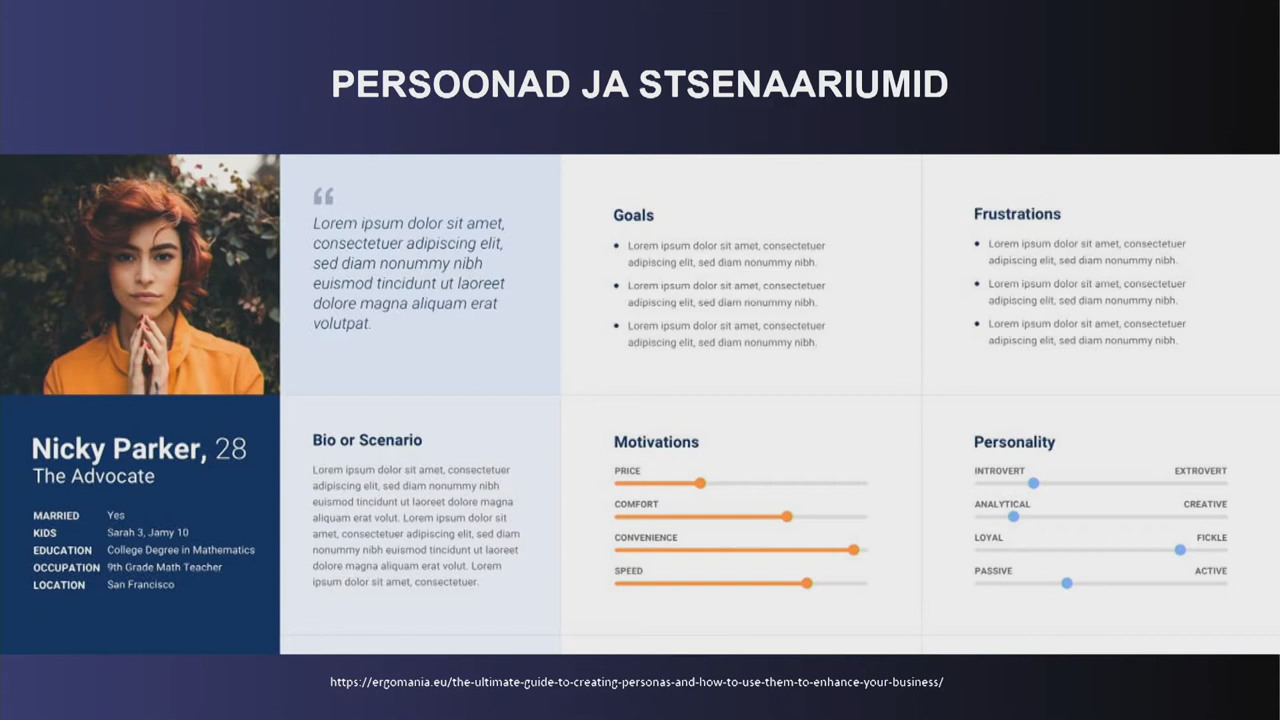 PERSOONAD JA STSENAARIUMID
“
Lorem ipsum dolor sit amet,
consectetuer adipiscing elit,
sed diam nonummy nibh
euismod tincidunt ut laoreet
dolore magna aliquam erat
volutpat.
Goals
• Lorem ipsum dolor sit amet, consectetuer
adipiscing elit, sed diam nonummy nibh.
• Lorem ipsum dolor sit amet, consectetuer
adipiscing elit, sed diam nonummy nibh.
• Lorem ipsum dolor sit amet, consectetuer
adipiscing elit, sed diam nonummy nibh.
Frustrations
• Lorem ipsum dolor sit amet, consectetuer
adipiscing elit, sed diam nonummy nibh.
• Lorem ipsum dolor sit amet, consectetuer
adipiscing elit, sed diam nonummy nibh.
• Lorem ipsum dolor sit amet, consectetuer
adipiscing elit, sed diam nonummy nibh.
Nicky Parker, 28
The Advocate
MARRIED Yes
KIDS Sarah 3, Jamy 10
EDUCATION College Degree in Mathematics
OCCUPATION 9th Grade Math Teacher
LOCATION San Francisco
Bio or Scenario
Lorem ipsum dolor sit amet, consectetuer
adipiscing elit, sed diam nonummy nibh
euismod tincidunt ut laoreet dolore magna
aliquam erat volut. Lorem ipsum dolor sit
amet, consectetuer adipiscing elit, sed diam
nonummy nibh euismod tincidunt ut laoreet
dolore magna aliquam erat volut. Lorem
ipsum dolor sit amet, consectetuer.
Motivations
PRICE
COMFORT
CONVENIENCE
SPEED
Personality
INTROVERT EXTROVERT
ANALYTICAL CREATIVE
LOYAL FICKLE
PASSIVE ACTIVE
https://ergomania.eu/the-ultimate-guide-to-creating-personas-and-how-to-use-them-to-enhance-your-business/